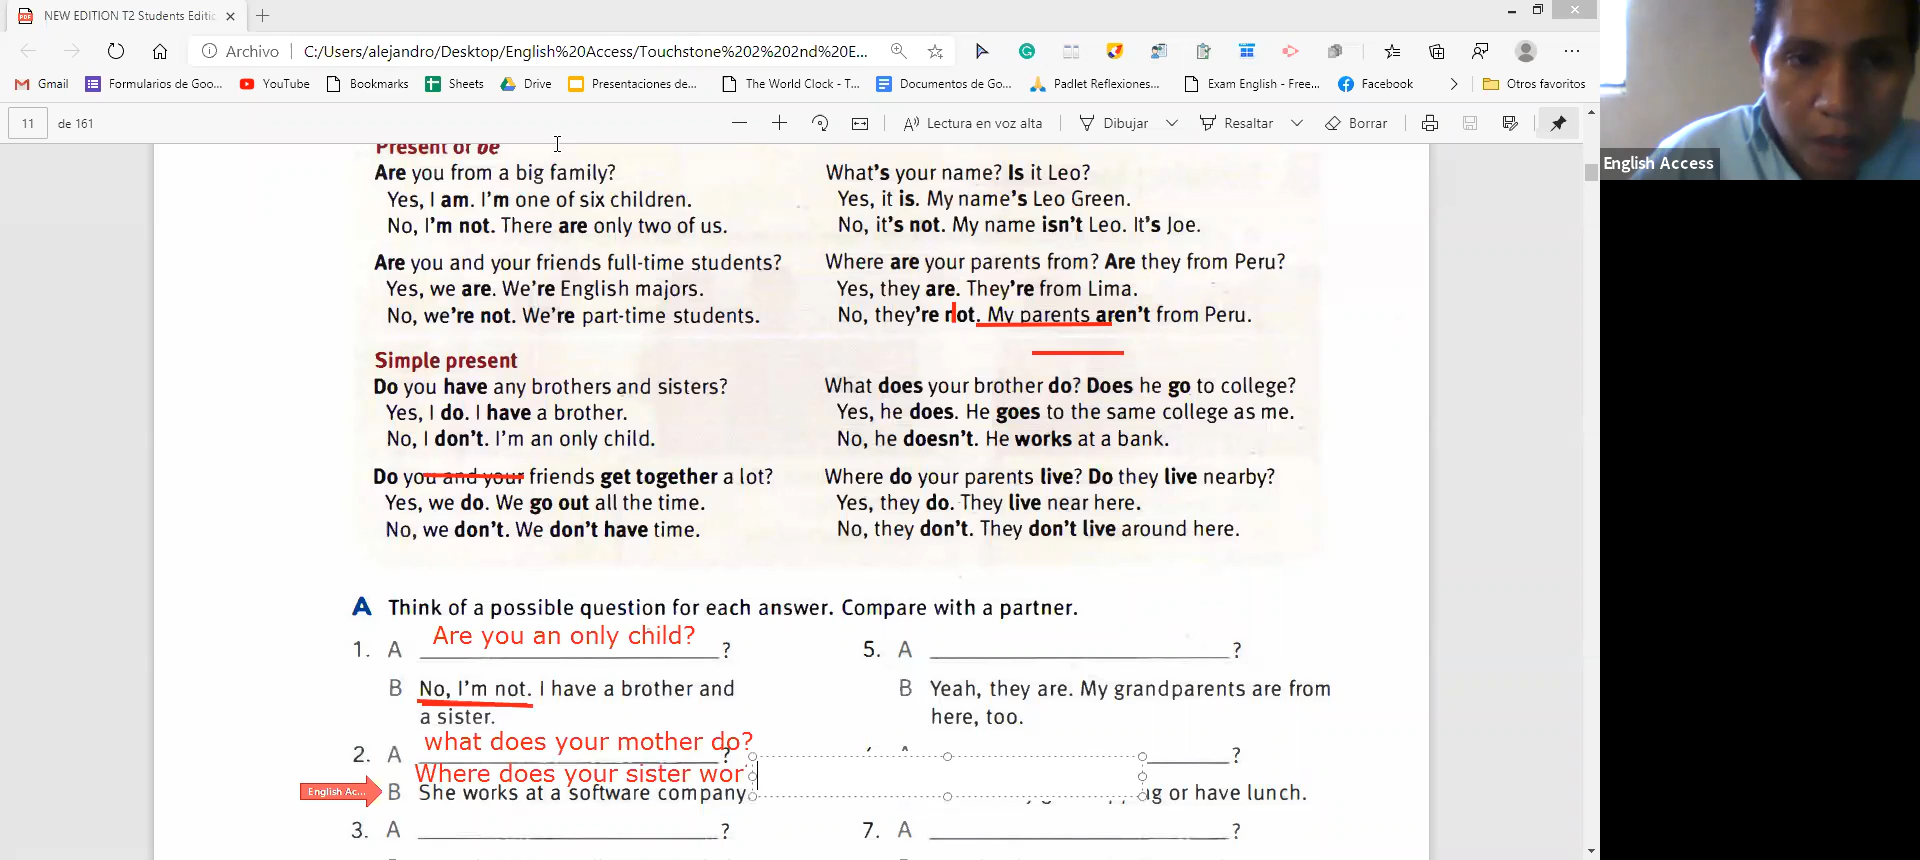 NEW EDITION T2 Students Editi
Archivo C:/Users/alejandro/Desktop/English%20Access/Touchstone%202%202nd%20E...
Gmail Formularios de Goo... YouTube Bookmarks Sheets Drive Presentaciones de... The World Clock - T... Documentos de Go... Padlet Reflexiones... Exam English - Free... Facebook Otros favoritos
11 de 161 Lectura en voz alta Dibujar Resaltar Borrar
English Access
Present of be
Are you from a big family?
Yes, I am. I'm one of six children.
No, I'm not. There are only two of us.
Are you and your friends full-time students?
Yes, we are. We're English majors.
No, we're not. We're part-time students.
What's your name? Is it Leo?
Yes, it is. My name's Leo Green.
No, it's not. My name isn't Leo. It's Joe.
Where are your parents from? Are they from Peru?
Yes, they are. They're from Lima.
No, they're not. My parents aren't from Peru.
Simple present
Do you have any brothers and sisters?
Yes, I do. I have a brother.
No, I don't. I'm an only child.
Do you and your friends get together a lot?
Yes, we do. We go out all the time.
No, we don't. We don't have time.
What does your brother do? Does he go to college?
Yes, he does. He goes to the same college as me.
No, he doesn't. He works at a bank.
Where do your parents live? Do they live nearby?
Yes, they do. They live near here.
No, they don't. They don't live around here.
A Think of a possible question for each answer. Compare with a partner.
Are you an only child?
1. A ?
B No, I'm not. I have a brother and
a sister.
what does your mother do?
2. A ?
Where does your sister wor
English Ac...
B She works at a software company
3. A ?
5. A ?
B Yeah, they are. My grandparents are from
here, too.
?
or have lunch.
7. A ?